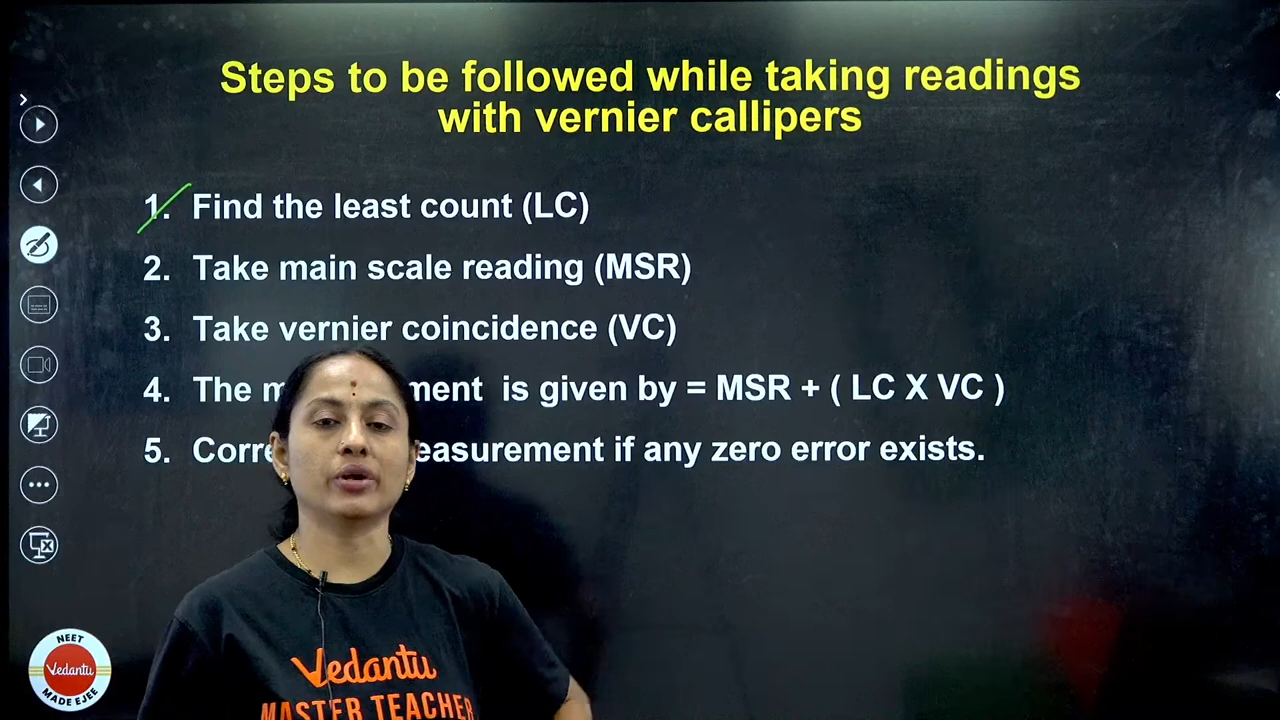 Steps to be followed while taking readings
with vernier callipers
1. Find the least count (LC)
2. Take main scale reading (MSR)
3. Take vernier coincidence (VC)
4. The m ment is given by = MSR + ( LC X VC )
5. Corre easurement if any zero error exists.
NEET
Vedantu
MADE EJEE
Vedantu
MASTER TEACHER